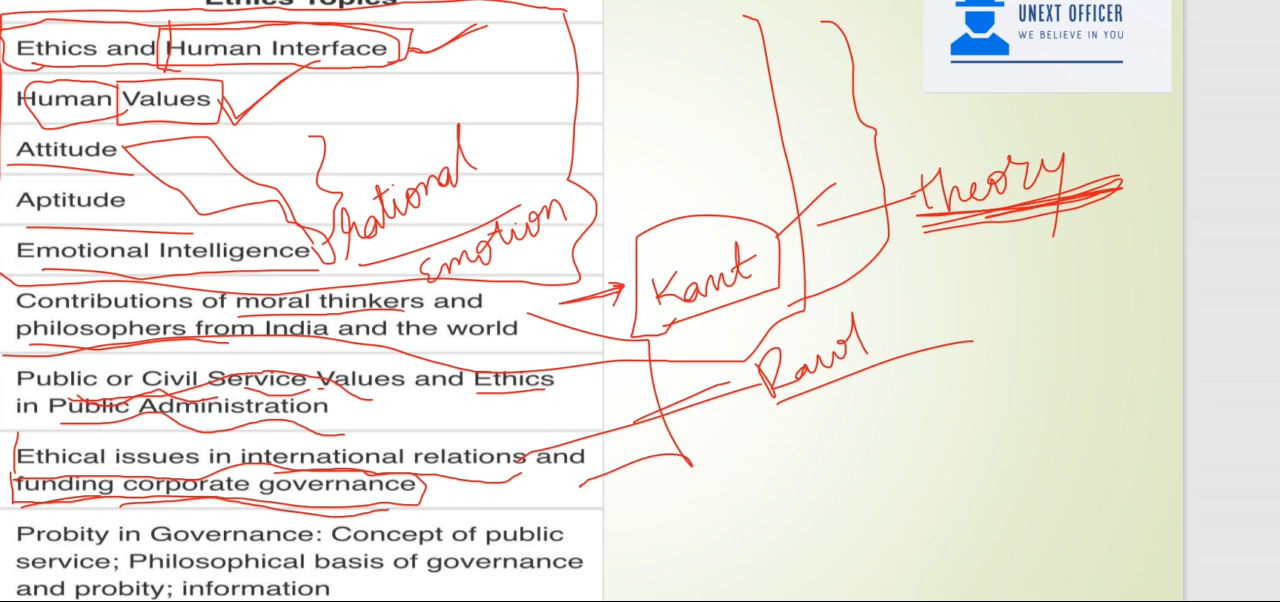 Ethics Topics
Ethics and Human Interface
Human Values
Attitude
Aptitude
Emotional Intelligence
Contributions of moral thinkers and
philosophers from India and the world
Public or Civil Service Values and Ethics
in Public Administration
Ethical issues in international relations and
funding corporate governance
Probity in Governance: Concept of public
service; Philosophical basis of governance
and probity; information
rational
Emotion
Kant
theory
UNEXT OFFICER
WE BELIEVE IN YOU